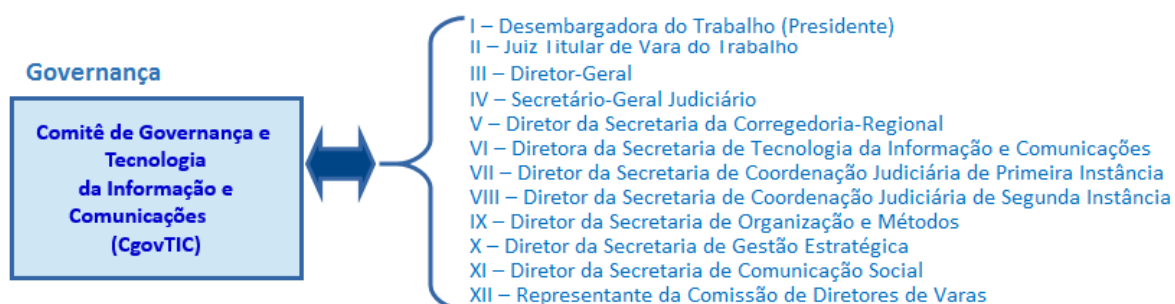 Governança
Comitê de Governança e
Tecnologia
da Informação e
Comunicações
(CgovTIC)
I – Desembargadora do Trabalho (Presidente)
II – Juiz Titular de Vara do Trabalho
III – Diretor-Geral
IV – Secretário-Geral Judiciário
V – Diretor da Secretaria da Corregedoria-Regional
VI – Diretora da Secretaria de Tecnologia da Informação e Comunicações
VII – Diretor da Secretaria de Coordenação Judiciária de Primeira Instância
VIII – Diretor da Secretaria de Coordenação Judiciária de Segunda Instância
IX – Diretor da Secretaria de Organização e Métodos
X – Diretor da Secretaria de Gestão Estratégica
XI – Diretor da Secretaria de Comunicação Social
XII – Representante da Comissão de Diretores de Varas